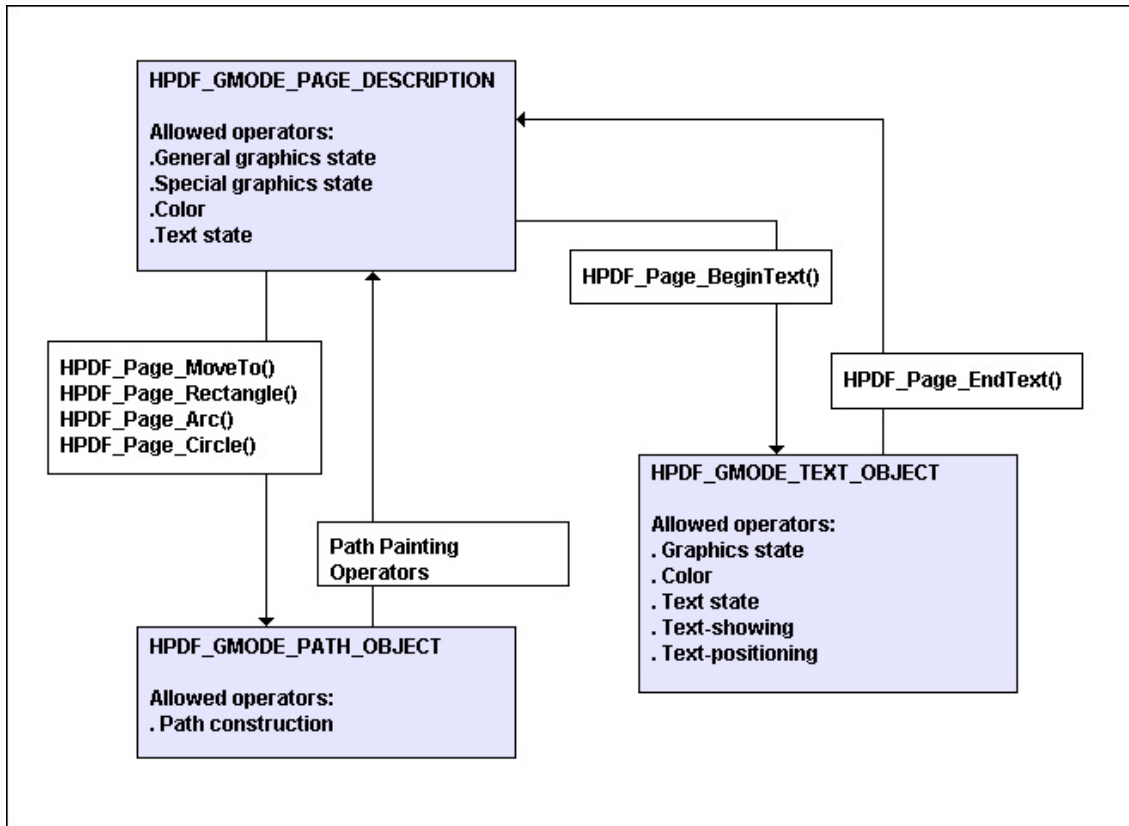 HPDF_GMODE_PAGE_DESCRIPTION
Allowed operators:
.General graphics state
.Special graphics state
.Color
.Text state
HPDF_Page_BeginText()
HPDF_Page_MoveTo()
HPDF_Page_Rectangle()
HPDF_Page_Arc()
HPDF_Page_Circle()
HPDF_Page_EndText()
HPDF_GMODE_TEXT_OBJECT
Allowed operators:
. Graphics state
. Color
. Text state
. Text-showing
. Text-positioning
Path Painting
Operators
HPDF_GMODE_PATH_OBJECT
Allowed operators:
. Path construction